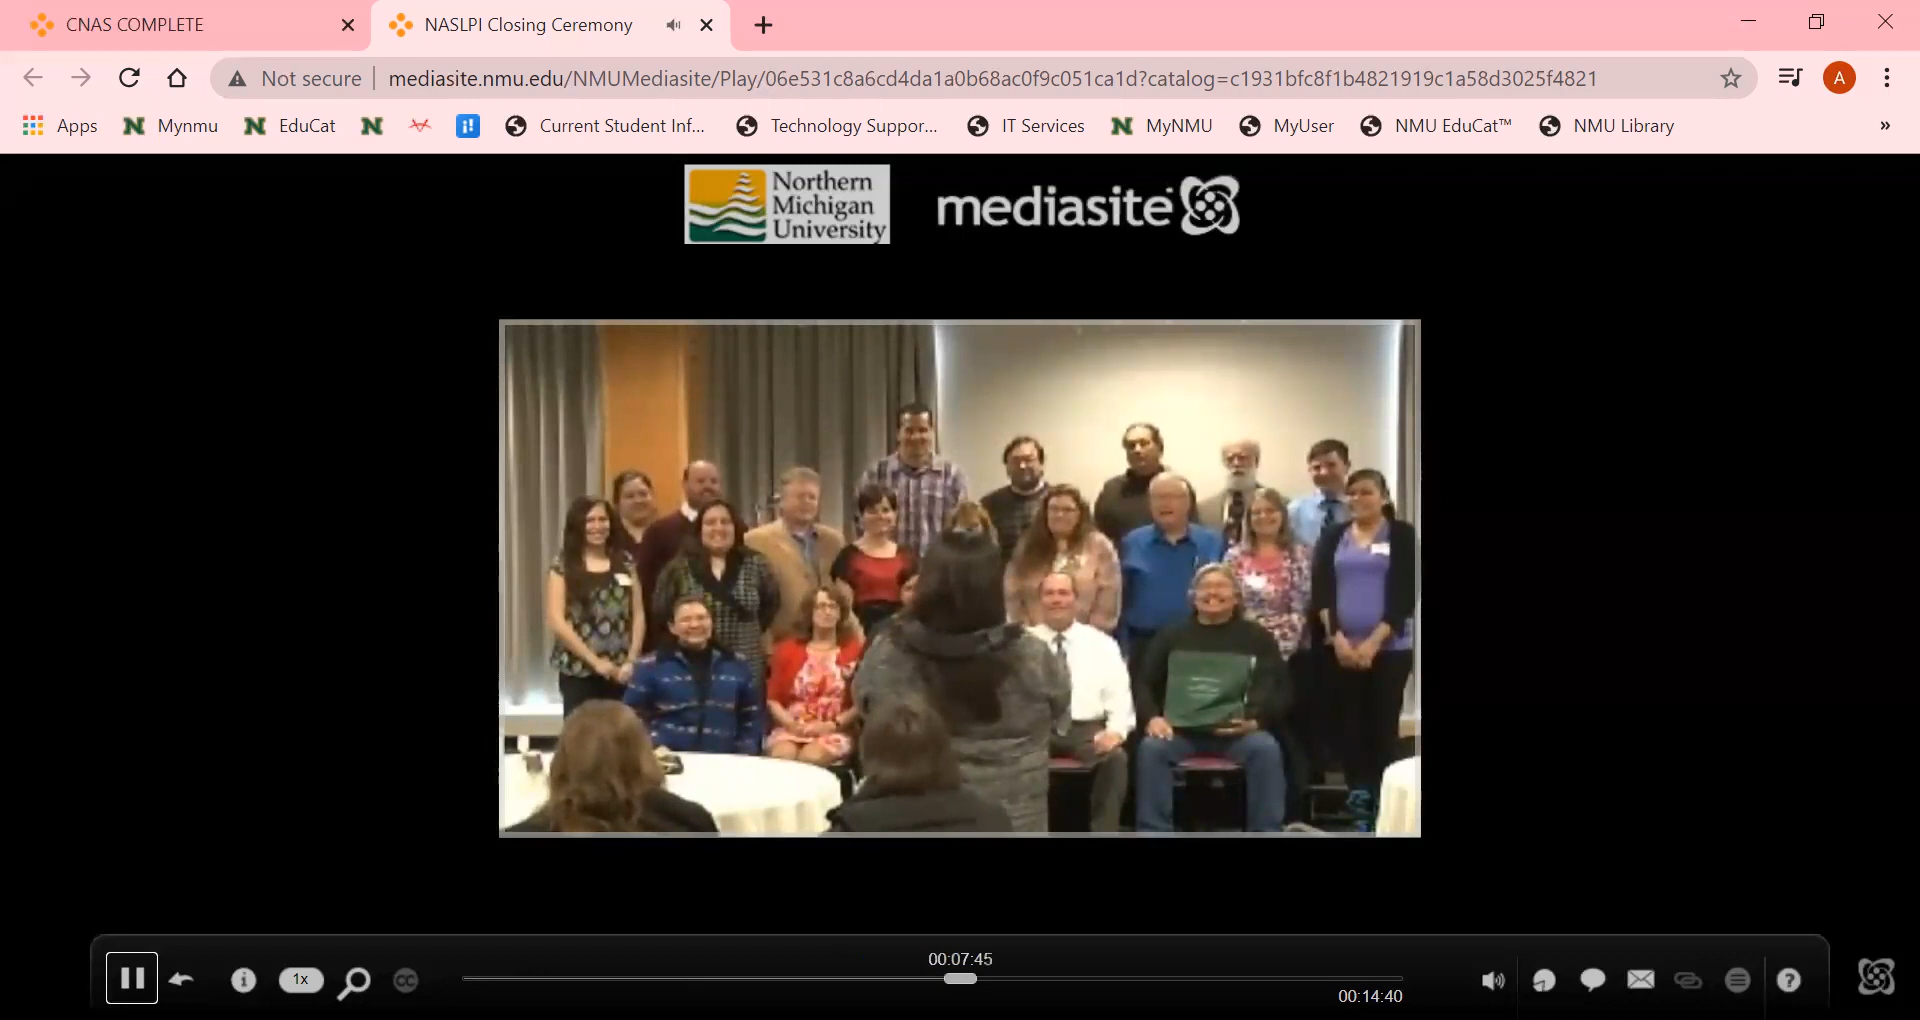 CNAS COMPLETE
NASLPI Closing Ceremony
Not secure
mediasite.nmu.edu/NMUMediasite/Play/06e531c8a6cd4da1a0b68ac0f9c051ca1d?catalog=c1931bfc8f1b4821919c1a58d3025f4821
A
Apps
Mynmu
EduCat
Current Student Inf...
Technology Suppor...
IT Services
MyNMU
MyUser
NMU EduCat™
NMU Library
»
Northern
Michigan
University
mediasite
00:07:45
1x
CC
00:14:40